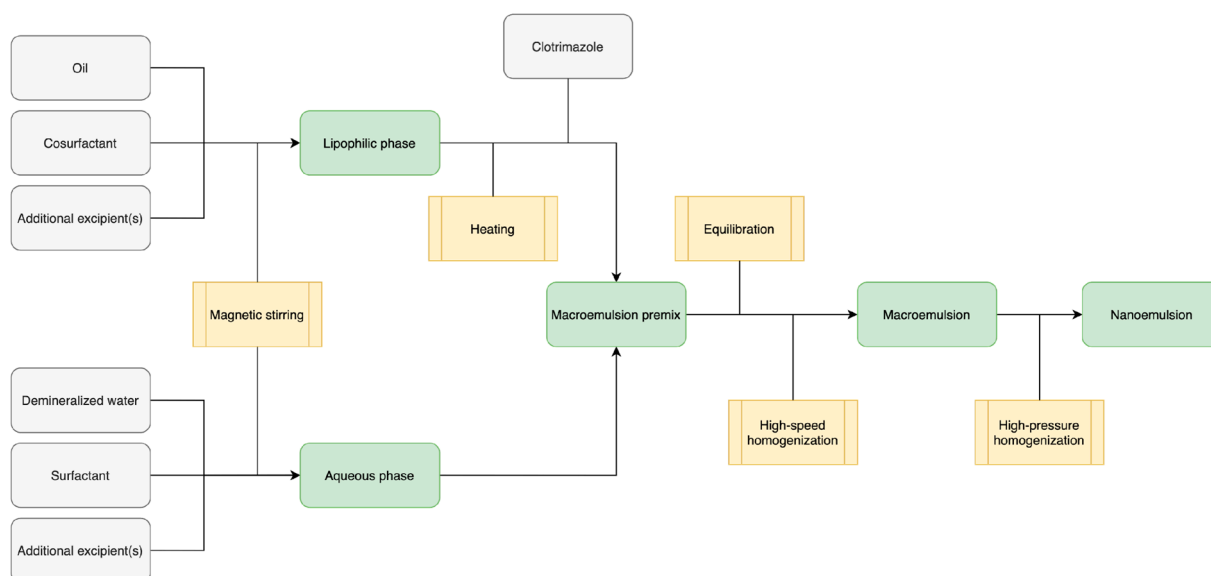 Clotrimazole
Oil
Cosurfactant
Lipophilic phase
Additional excipient(s)
Heating
Equilibration
Magnetic stirring
Macroemulsion premix
Macroemulsion
Nanoemulsion
Demineralized water
High-speed
homogenization
High-pressure
homogenization
Surfactant
Aqueous phase
Additional excipient(s)